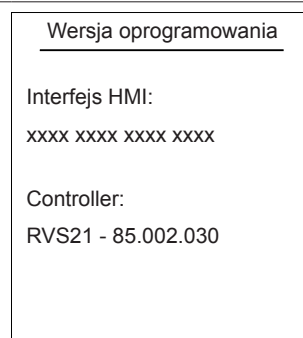 Wersja oprogramowania
Interfejs HMI:
xxxx xxxx xxxx xxxx
Controller:
RVS21 - 85.002.030